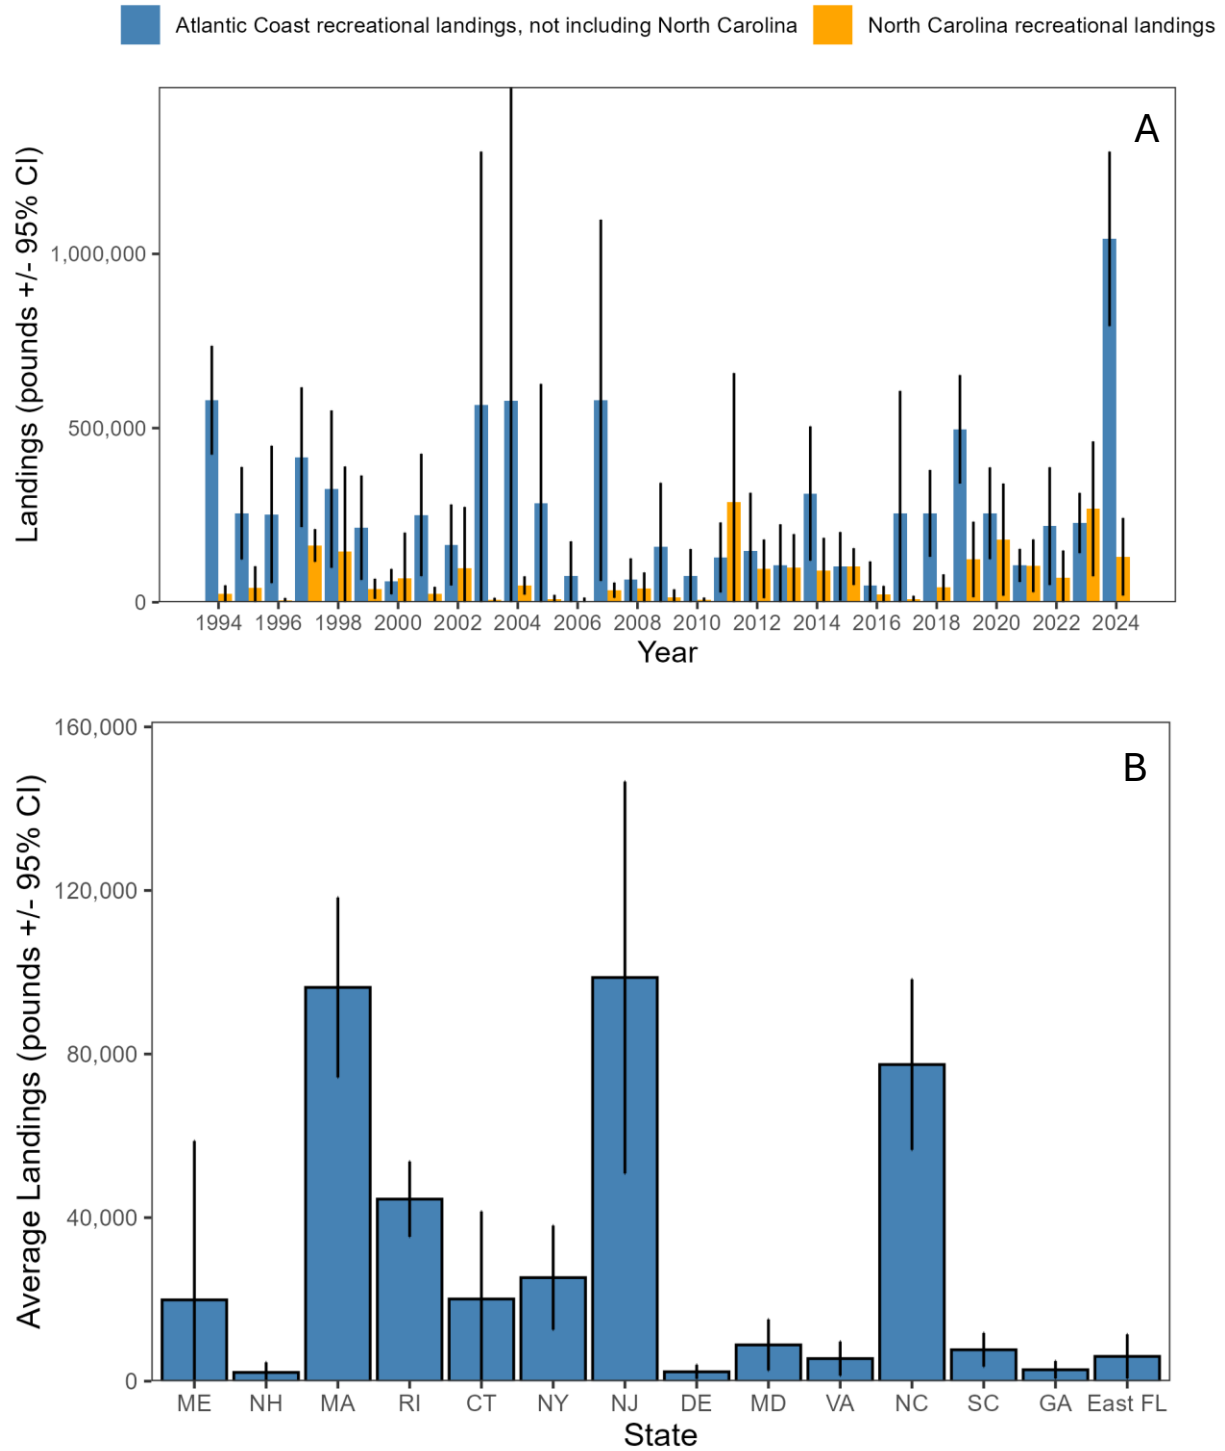 Atlantic Coast recreational landings, not including North Carolina North Carolina recreational landings
A
Landings (pounds +/- 95% CI)
1,000,000
500,000
0
1994 1996 1998 2000 2002 2004 2006 2008 2010 2012 2014 2016 2018 2020 2022 2024
Year
B
Average Landings (pounds +/- 95% CI)
160,000
120,000
80,000
40,000
0
ME NH MA RI CT NY NJ DE MD VA NC SC GA East FL
State